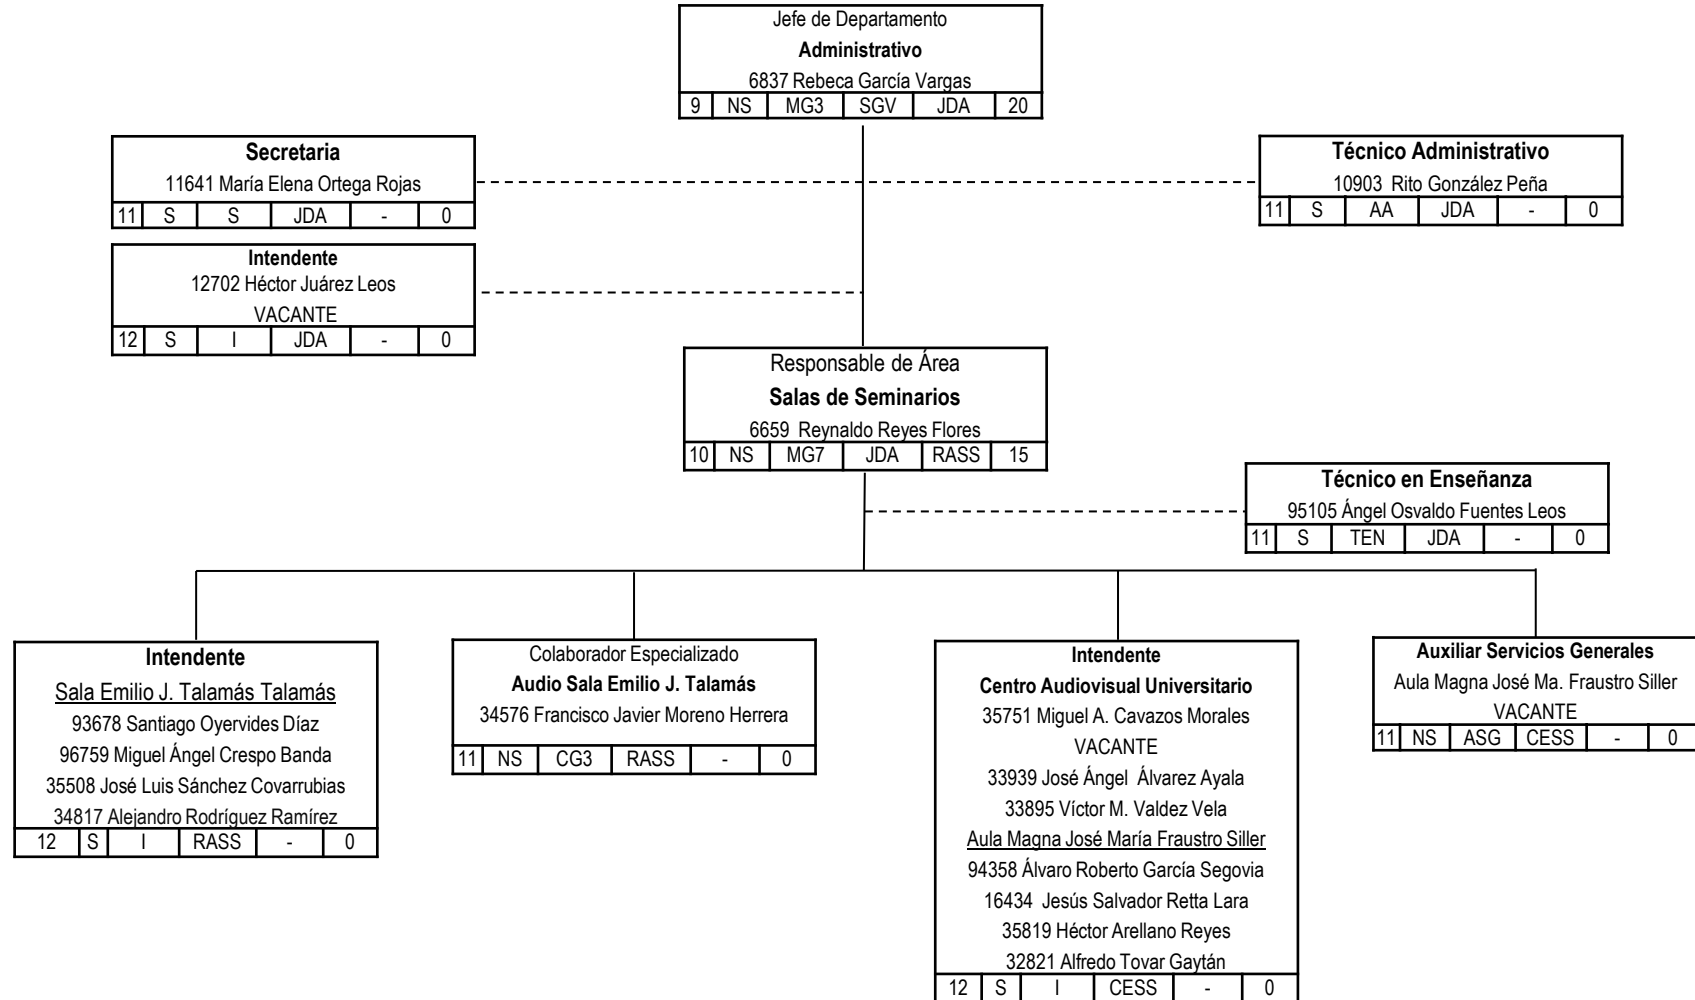 Jefe de Departamento
Administrativo
6837 Rebeca García Vargas
9 NS MG3 SGV JDA 20
Secretaria
11641 María Elena Ortega Rojas
11 S S JDA - 0
Técnico Administrativo
10903 Rito González Peña
11 S AA JDA - 0
Intendente
12702 Héctor Juárez Leos
VACANTE
12 S I JDA - 0
Responsable de Área
Salas de Seminarios
6659 Reynaldo Reyes Flores
10 NS MG7 JDA RASS 15
Técnico en Enseñanza
95105 Ángel Osvaldo Fuentes Leos
11 S TEN JDA - 0
Intendente
Sala Emilio J. Talamás Talamás
93678 Santiago Oyervides Díaz
96759 Miguel Ángel Crespo Banda
35508 José Luis Sánchez Covarrubias
34817 Alejandro Rodríguez Ramírez
12 S I RASS - 0
Colaborador Especializado
Audio Sala Emilio J. Talamás
34576 Francisco Javier Moreno Herrera
11 NS CG3 RASS - 0
Intendente
Centro Audiovisual Universitario
35751 Miguel A. Cavazos Morales
VACANTE
33939 José Ángel Álvarez Ayala
33895 Víctor M. Valdez Vela
Aula Magna José María Fraustro Siller
94358 Álvaro Roberto García Segovia
16434 Jesús Salvador Retta Lara
35819 Héctor Arellano Reyes
32821 Alfredo Tovar Gaytán
12 S I CESS - 0
Auxiliar Servicios Generales
Aula Magna José Ma. Fraustro Siller
VACANTE
11 NS ASG CESS - 0